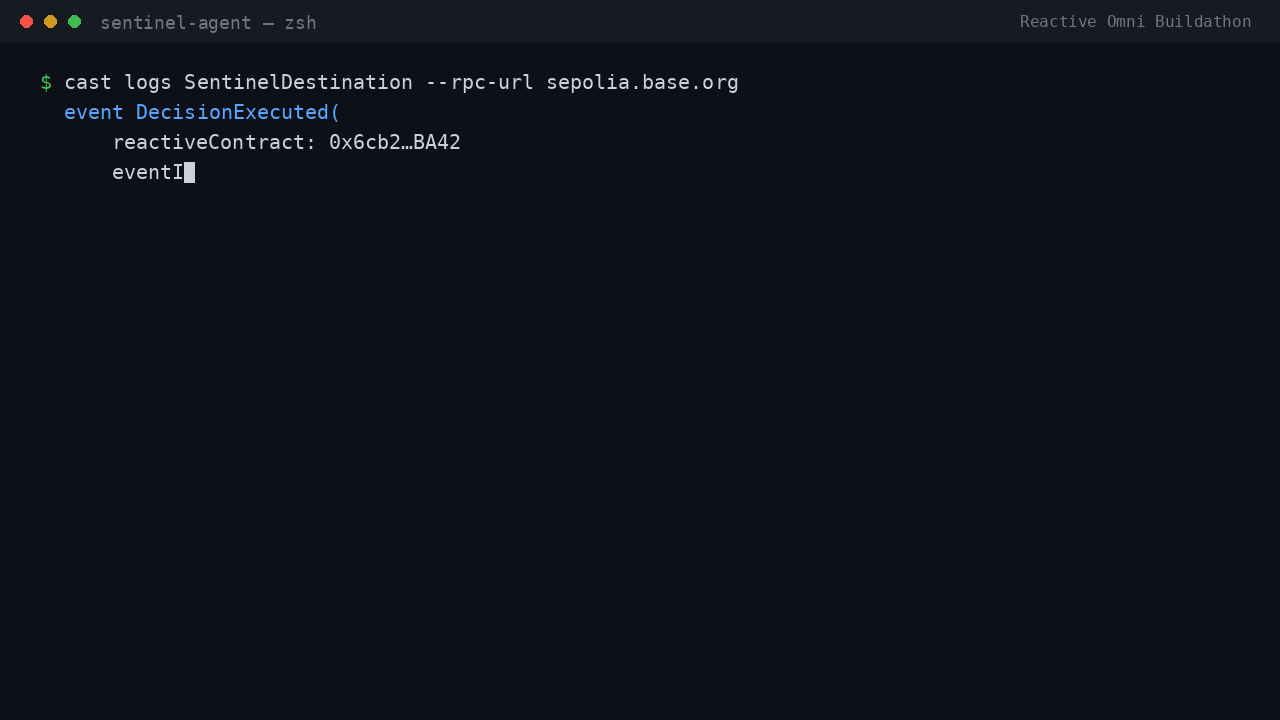 sentinel-agent — zsh
Reactive Omni Buildathon
$ cast logs SentinelDestination --rpc-url sepolia.base.org
event DecisionExecuted(
reactiveContract: 0x6cb2…BA42
eventI